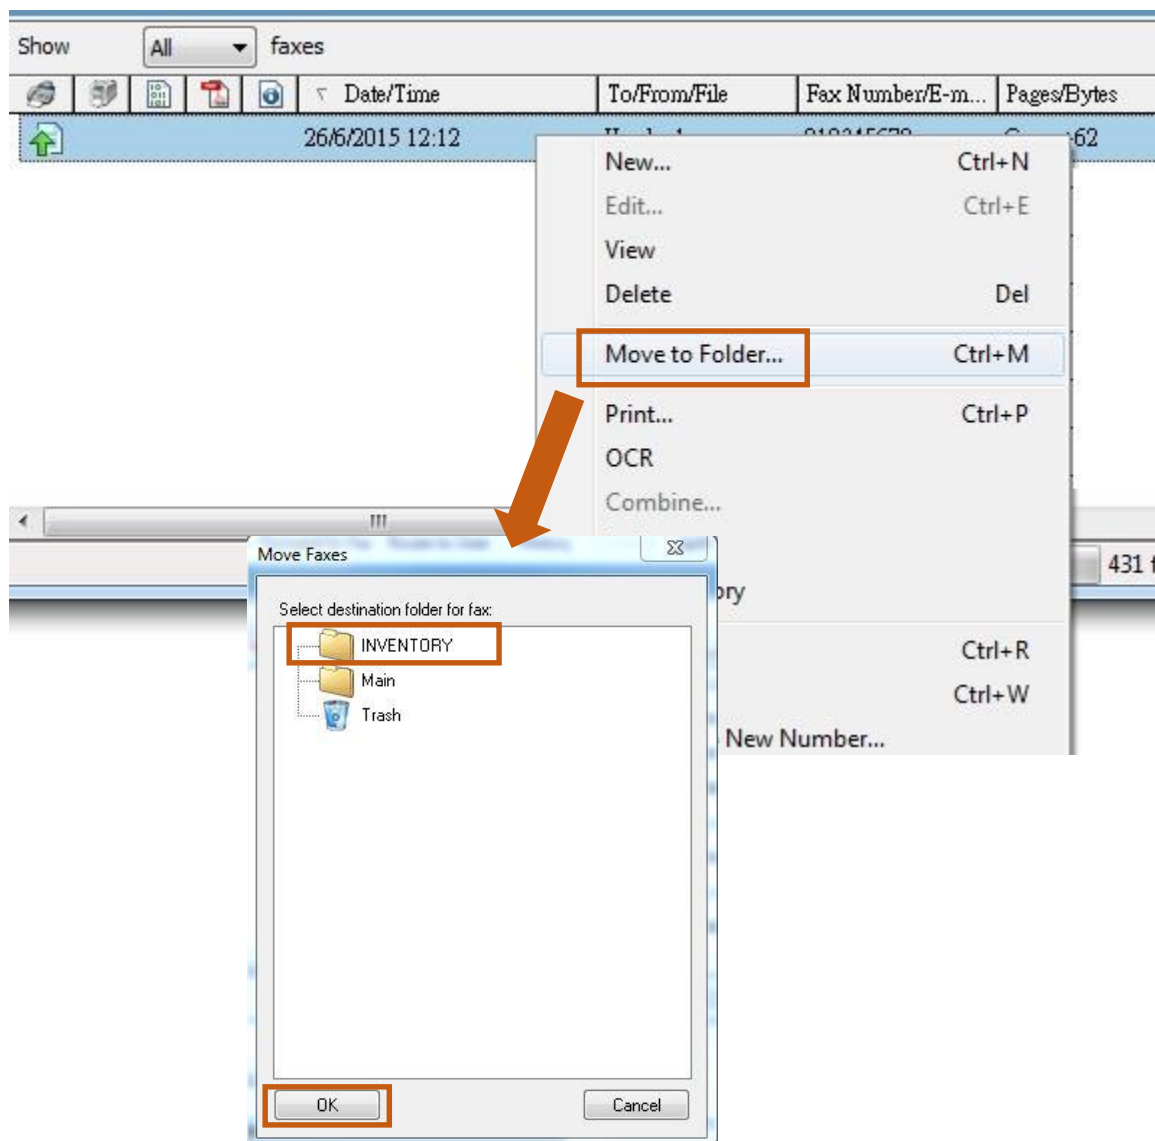 Show All faxes
Date/Time To/From/File Fax Number/E-m... Pages/Bytes
26/6/2015 12:12
New... Ctrl+N
Edit... Ctrl+E
View
Delete Del
Move to Folder... Ctrl+M
Print... Ctrl+P
OCR
Combine...
431
Move Faxes
Select destination folder for fax:
INVENTORY
Main
Trash
OK Cancel
Ctrl+R
Ctrl+W
New Number...